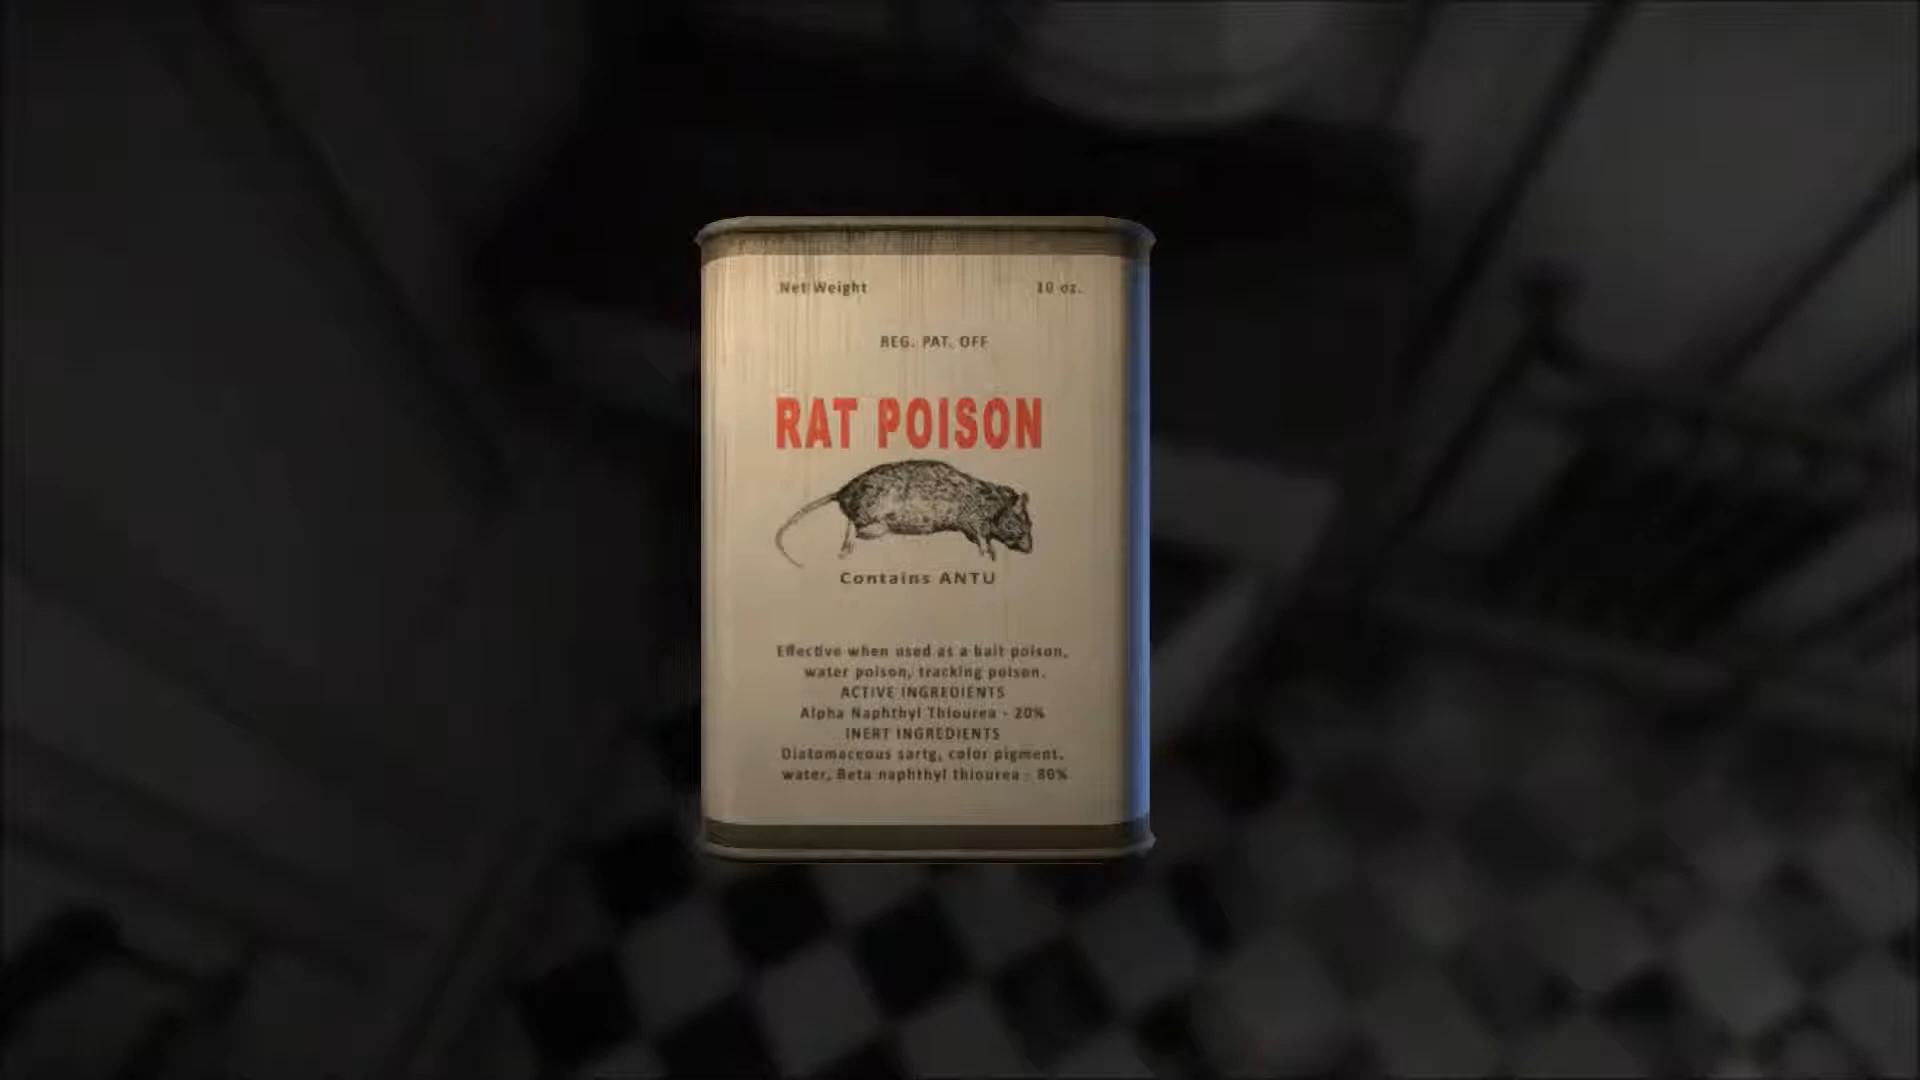 Net Weight 10 oz.
REG. PAT. OFF
RAT POISON
Contains ANTU
Effective when used as a bait poison,
water poison, tracking poison.
ACTIVE INGREDIENTS
Alpha Naphthyl Thiourea - 20%
INERT INGREDIENTS
Diatomaceous sartg, color pigment,
water, Beta naphthyl thiourea - 80%